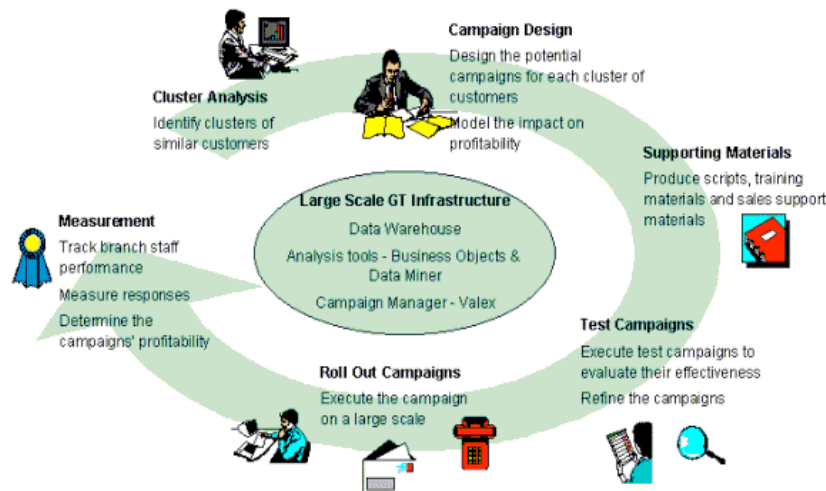 Campaign Design
Design the potential
campaigns for each cluster of
customers
Model the impact on
profitability
Cluster Analysis
Identify clusters of
similar customers
Supporting Materials
Produce scripts, training
materials and sales support
materials
Large Scale GT Infrastructure
Data Warehouse
Analysis tools - Business Objects &
Data Miner
Campaign Manager - Valex
Measurement
Track branch staff
performance
Measure responses
Determine the
campaigns' profitability
Test Campaigns
Execute test campaigns to
evaluate their effectiveness
Refine the campaigns
Roll Out Campaigns
Execute the campaign
on a large scale